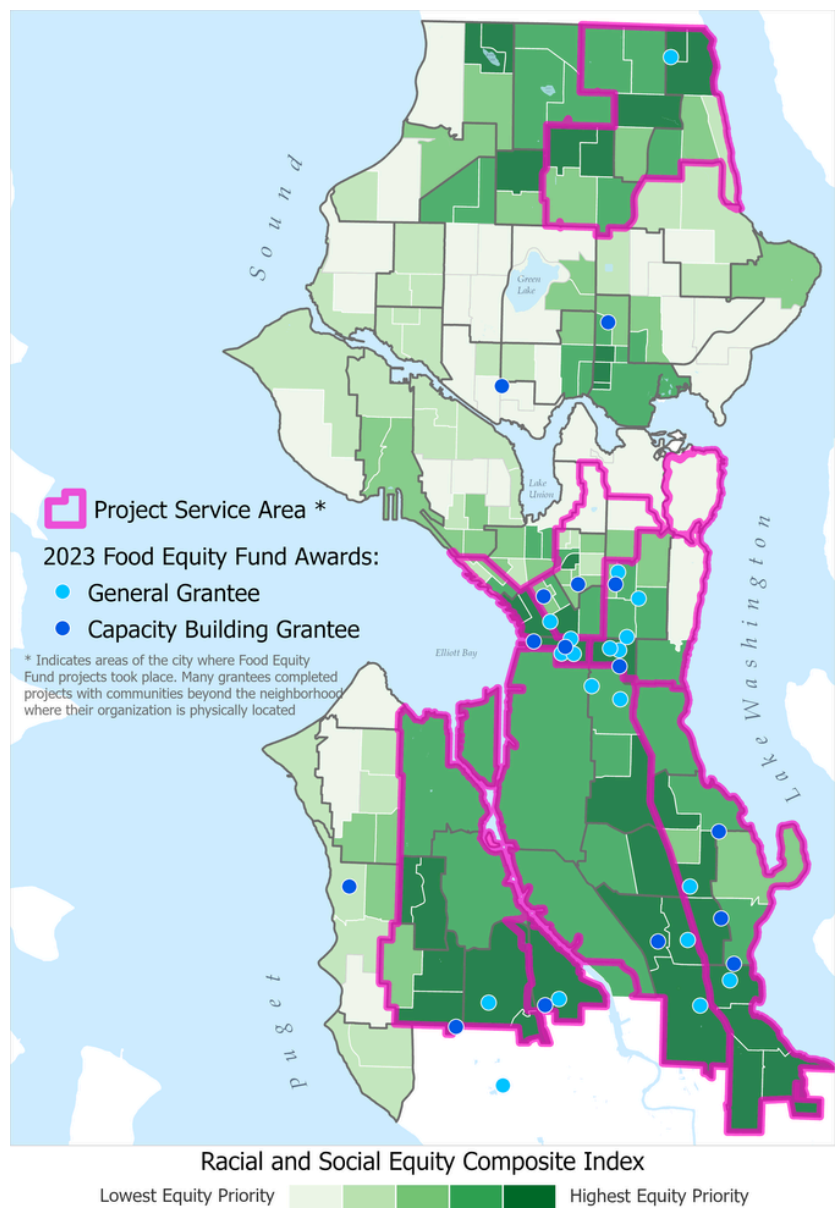 Sound
Green
Lake
Lake
Union
Project Service Area *
2023 Food Equity Fund Awards:
General Grantee
Capacity Building Grantee
* Indicates areas of the city where Food Equity
Fund projects took place. Many grantees completed
projects with communities beyond the neighborhood
where their organization is physically located
Elliott Bay
Lake Washington
Puget
Racial and Social Equity Composite Index
Lowest Equity Priority
Highest Equity Priority